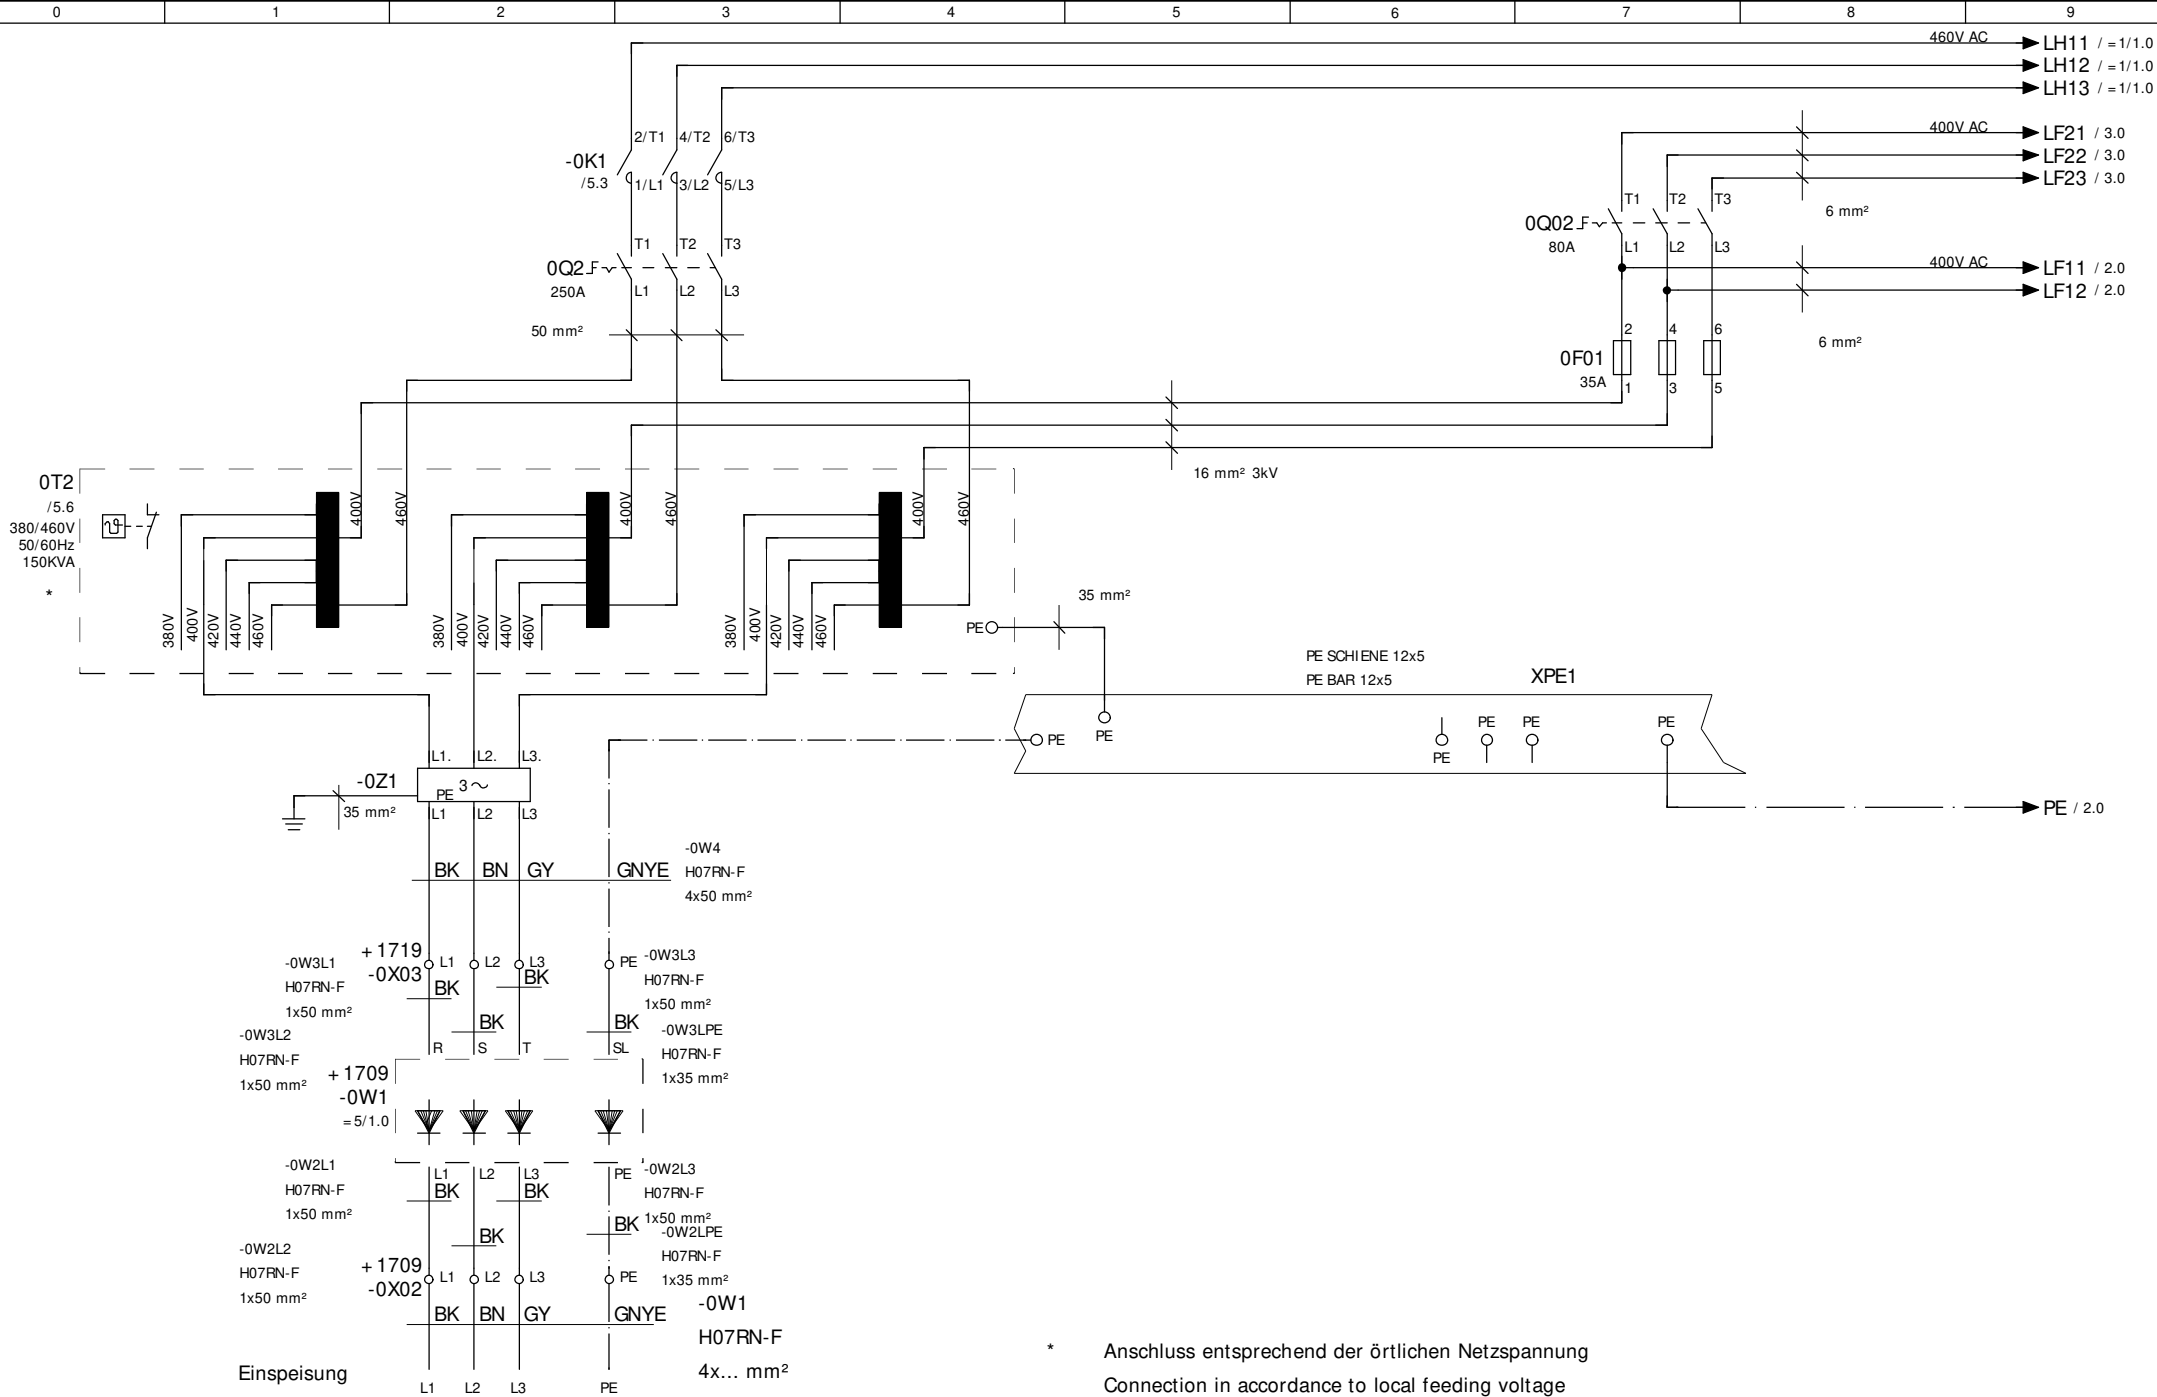 0 1 2 3 4 5 6 7 8 9
460V AC LH11 / =1/1.0
LH12 / =1/1.0
LH13 / =1/1.0
2/T1 4/T2 6/T3
-0K1
/5.3
1/L1 3/L2 5/L3
400V AC LF21 / 3.0
LF22 / 3.0
LF23 / 3.0
6 mm²
T1 T2 T3
0Q02
80A
L1 L2 L3
T1 T2 T3
0Q2
250A
L1 L2 L3
400V AC LF11 / 2.0
LF12 / 2.0
6 mm²
50 mm²
2 4 6
0F01
35A
1 3 5
16 mm² 3kV
0T2
/5.6
380/460V
50/60Hz
150KVA
*
400V 460V 400V 460V 400V 460V
380V 400V 420V 440V 460V
380V 400V 420V 440V 460V
380V 400V 420V 440V 460V
35 mm²
PE
PE SCHIENE 12x5
PE BAR 12x5
XPE1
PE PE PE PE PE PE
PE / 2.0
L1. L2. L3.
-0Z1
PE 3～
35 mm²
L1 L2 L3
-0W4
H07RN-F
4x50 mm²
BK BN GY GNYE
+1719
-0X03
L1 L2 L3 PE
-0W3L1
H07RN-F
1x50 mm²
-0W3L3
H07RN-F
1x50 mm²
BK BK
BK BK
-0W3L2
H07RN-F
1x50 mm²
-0W3LPE
H07RN-F
1x35 mm²
R S T SL
+1709
-0W1
=5/1.0
-0W2L1
H07RN-F
1x50 mm²
L1 L2 L3 PE
-0W2L3
H07RN-F
1x50 mm²
BK BK
BK BK
-0W2LPE
H07RN-F
1x35 mm²
-0W2L2
H07RN-F
1x50 mm²
+1709
-0X02
L1 L2 L3 PE
BK BN GY GNYE
-0W1
H07RN-F
4x... mm²
Einspeisung
L1 L2 L3 PE
* Anschluss entsprechend der örtlichen Netzspannung
Connection in accordance to local feeding voltage